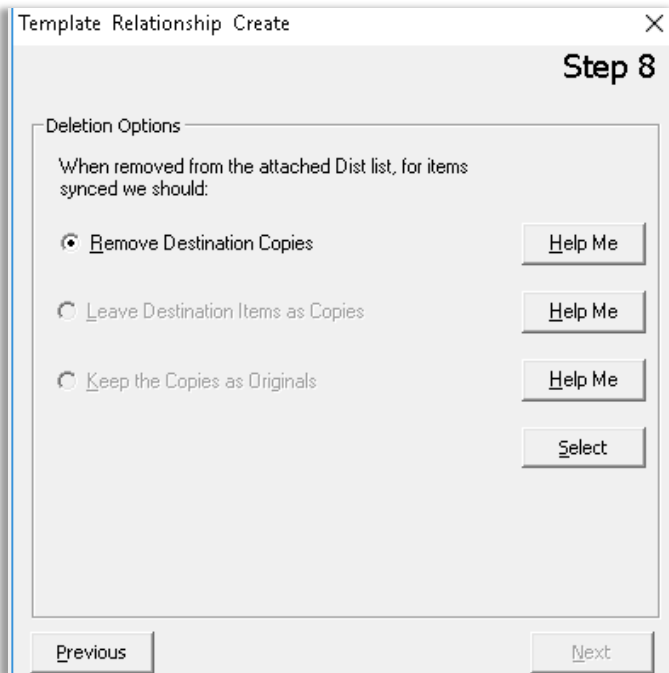 Template Relationship Create
Step 8
Deletion Options
When removed from the attached Dist list, for items
synced we should:
Remove Destination Copies
Help Me
Leave Destination Items as Copies
Help Me
Keep the Copies as Originals
Help Me
Select
Previous
Next